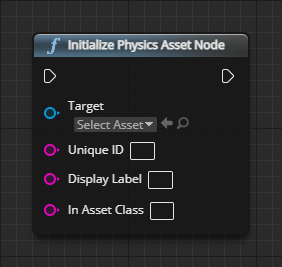 f Initialize Physics Asset Node
Target
Select Asset
Unique ID
Display Label
In Asset Class